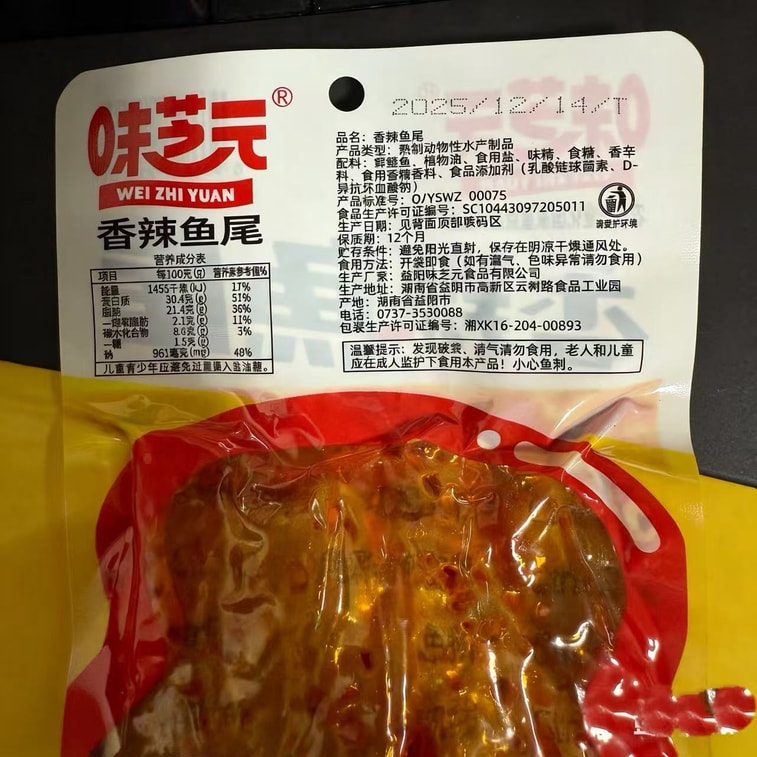 味芝元®
WEI ZHI YUAN
香辣鱼尾
2025/12/14/T
品名：香辣鱼尾
产品类型：熟制动物性水产制品
配料：鲟鳇鱼、植物油、食用盐、味精、食糖、香辛
料、食用香精香料、食品添加剂（乳酸链球菌素、D-
异抗坏血酸钠）
产品标准号：Q/YSWZ 0007S
食品生产许可证编号：SC10443097205011
生产日期：见背面顶部喷码区
保质期：12个月
贮存条件：避免阳光直射，保存在阴凉干燥通风处。
食用方法：开袋即食（如有漏气、色味异常请勿食用）
生产厂家：益阳味芝元食品有限公司
生产地址：湖南省益阳市高新区云树路食品工业园
产地：湖南省益阳市
电话：0737-3530088
包装生产许可证编号：湘XK16-204-00893
请爱护环境
温馨提示：发现破袋、清气请勿食用，老人和儿童
应在成人监护下食用本产品！小心鱼刺。
营养成分表
项目 每100克(g) 营养素参考值%
能量 1455千焦(kJ) 17%
蛋白质 30.4克(g) 51%
脂肪 21.4克(g) 36%
2.1克(g) 11%
碳水化合物 8.6克(g) 3%
一糖 1.5克(g)
钠 961毫克(mg) 48%
儿童青少年应避免过量摄入盐油糖。